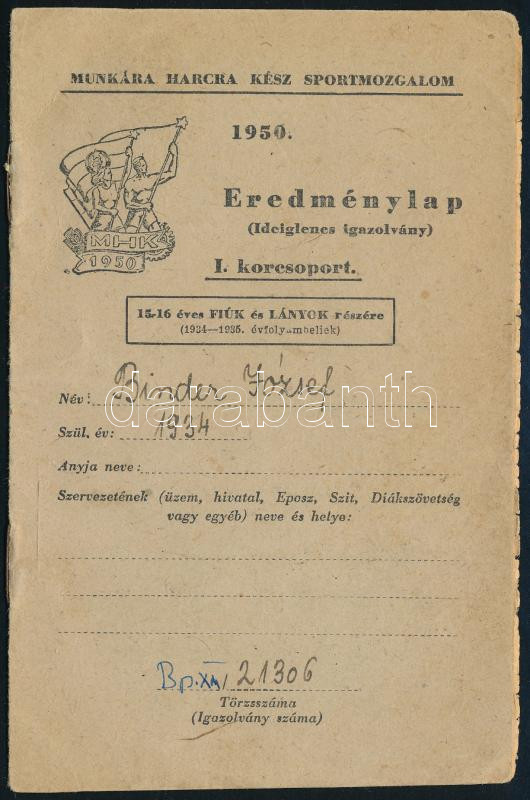 MUNKÁRA HARCRA KÉSZ SPORTMOZGALOM
1950.
Eredménylap
(Ideiglenes igazolvány)
MHK
1950
I. korcsoport.
15-16 éves FIÚK és LÁNYOK részére
(1934—1935. évfolyambeliek)
Név: Binder József
darabanth
Szül. év: 1934
Anyja neve:
Szervezetének (üzem, hivatal, Eposz, Szit, Diákszövetség
vagy egyéb) neve és helye:
Bp. 21306
Törzsszáma
(Igazolvány száma)